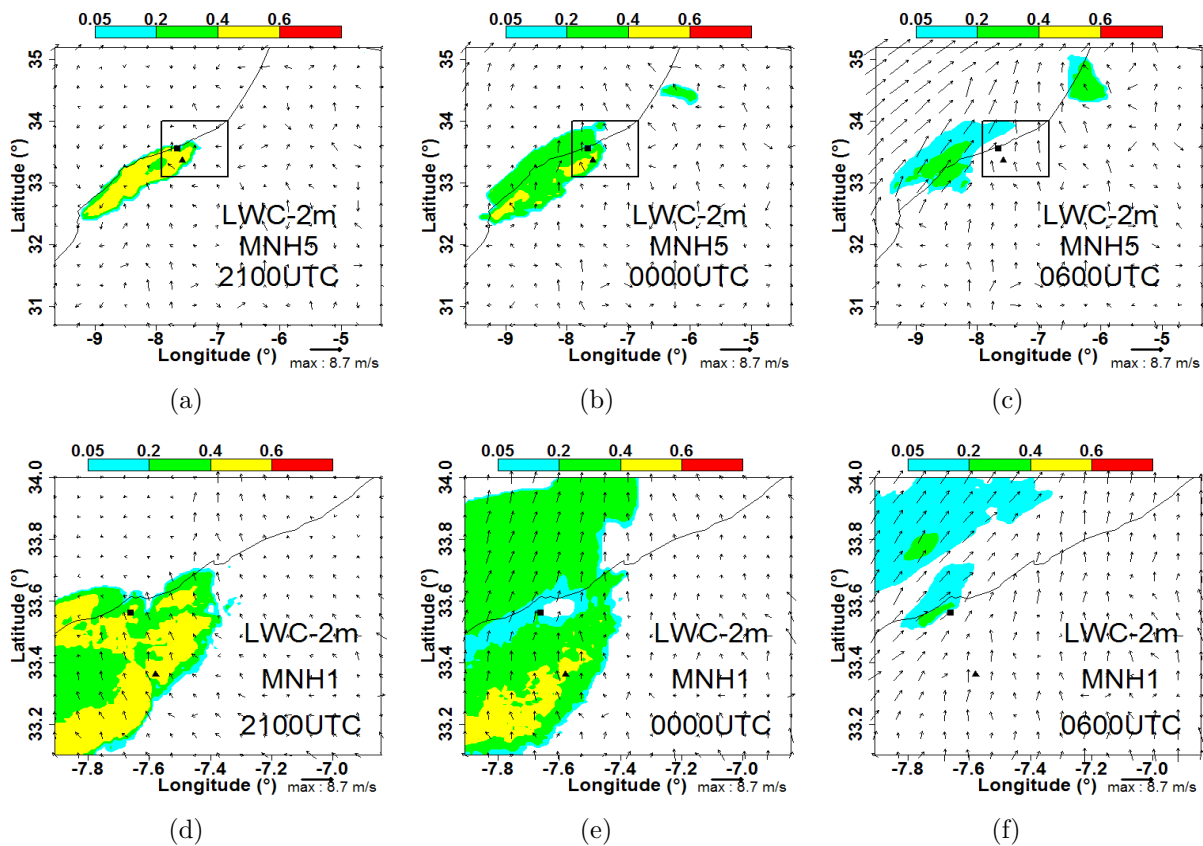 0.05 0.2 0.4 0.6
0.05 0.2 0.4 0.6
0.05 0.2 0.4 0.6
Latitude (°)
31 32 33 34 35
LWC-2m
MNH5
2100UTC
-9 -8 -7 -6 -5
Longitude (°)
max : 8.7 m/s
Latitude (°)
31 32 33 34 35
LWC-2m
MNH5
0000UTC
-9 -8 -7 -6 -5
Longitude (°)
max : 8.7 m/s
Latitude (°)
31 32 33 34 35
LWC-2m
MNH5
0600UTC
-9 -8 -7 -6 -5
Longitude (°)
max : 8.7 m/s
(a)
(b)
(c)
0.05 0.2 0.4 0.6
0.05 0.2 0.4 0.6
0.05 0.2 0.4 0.6
Latitude (°)
33.2 33.4 33.6 33.8 34.0
LWC-2m
MNH1
2100UTC
-7.8 -7.6 -7.4 -7.2 -7.0
Longitude (°)
max : 8.7 m/s
Latitude (°)
33.2 33.4 33.6 33.8 34.0
LWC-2m
MNH1
0000UTC
-7.8 -7.6 -7.4 -7.2 -7.0
Longitude (°)
max : 8.7 m/s
Latitude (°)
33.2 33.4 33.6 33.8 34.0
LWC-2m
MNH1
0600UTC
-7.8 -7.6 -7.4 -7.2 -7.0
Longitude (°)
max : 8.7 m/s
(d)
(e)
(f)